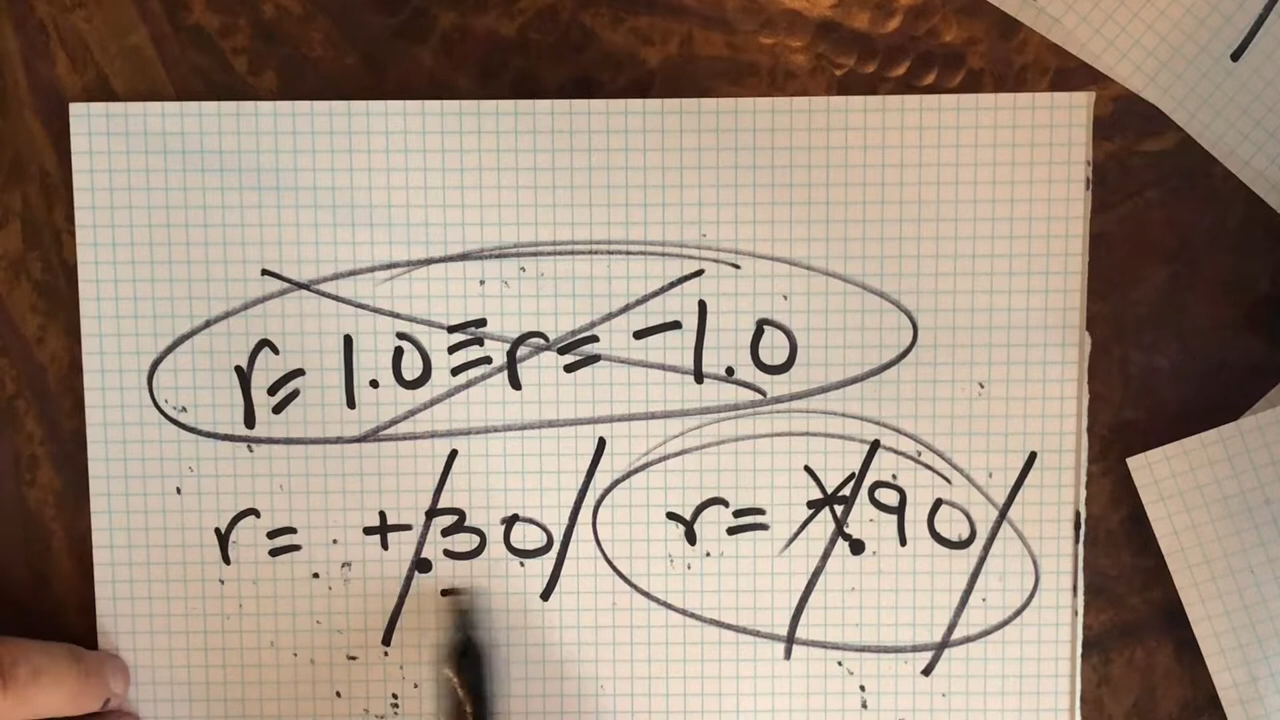 r= 1.0 ≡ r= -1.0
r= +.30 r= .90